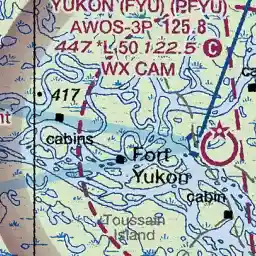 YUKON (FYU) (PFYU)
AWOS-3P 125.8
447 *L 50 122.5 C
WX CAM
417
cabins
Fort
Yukon
cabin
Toussain
Island